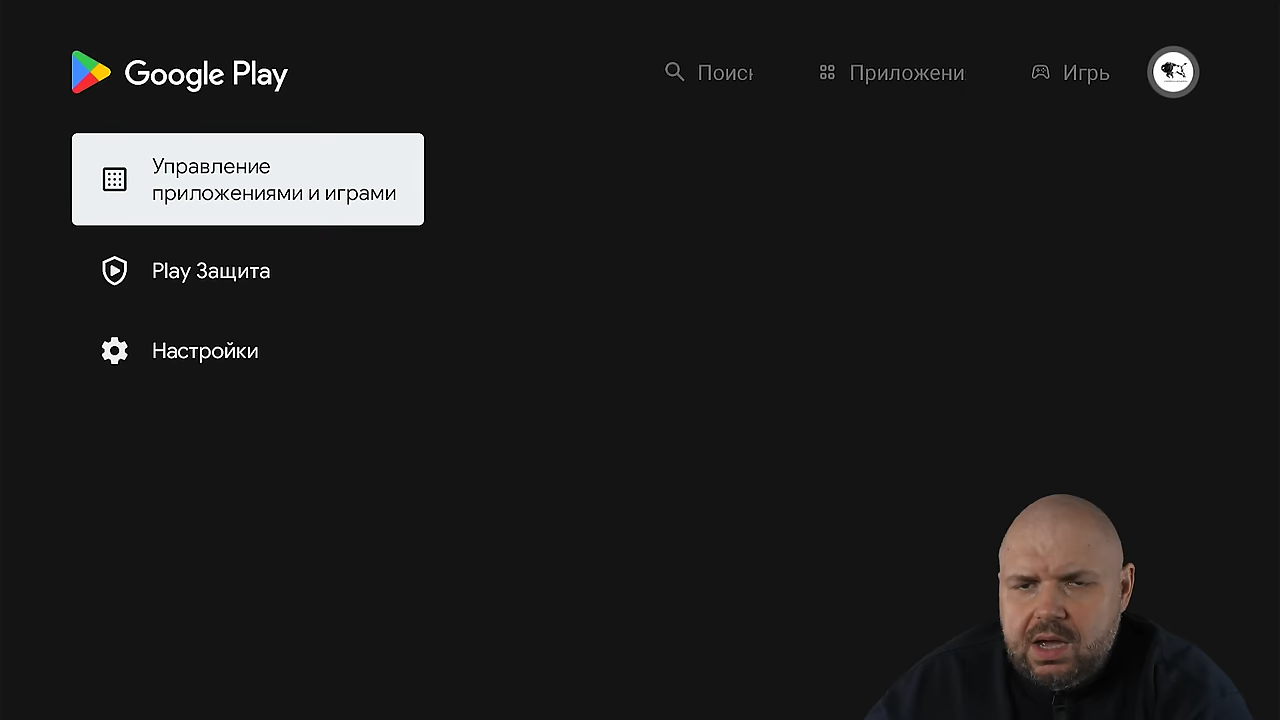 Google Play
Поиск
Приложени
Игры
Управление
приложениями и играми
Play Защита
Настройки